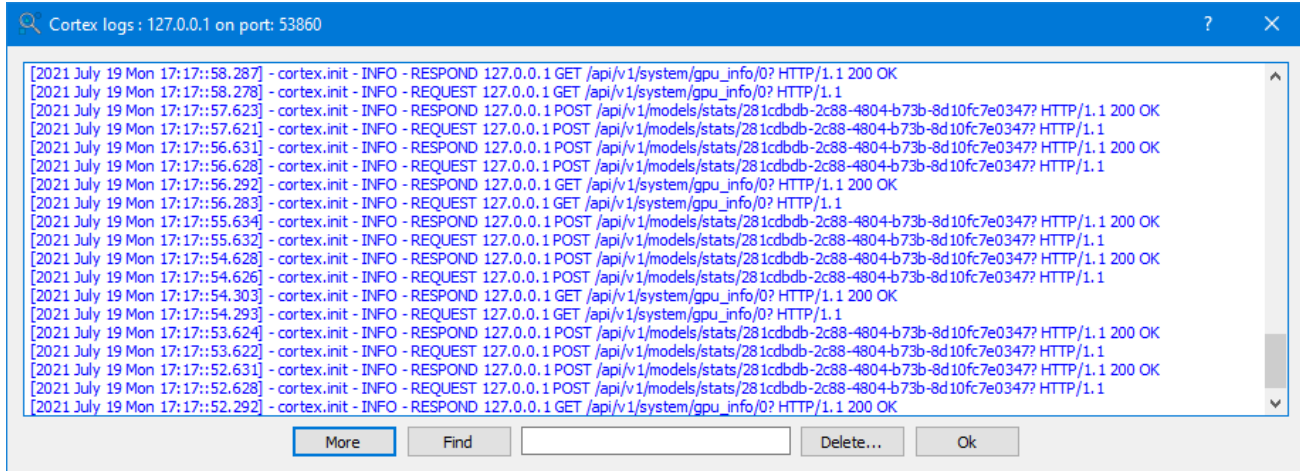 Cortex logs : 127.0.0.1 on port: 53860 ? ×
[2021 July 19 Mon 17:17::58.287] - cortex.init - INFO - RESPOND 127.0.0.1 GET /api/v1/system/gpu_info/0? HTTP/1.1 200 OK
[2021 July 19 Mon 17:17::58.278] - cortex.init - INFO - REQUEST 127.0.0.1 GET /api/v1/system/gpu_info/0? HTTP/1.1
[2021 July 19 Mon 17:17::57.623] - cortex.init - INFO - RESPOND 127.0.0.1 POST /api/v1/models/stats/281cdbdb-2c88-4804-b73b-8d10fc7e0347? HTTP/1.1 200 OK
[2021 July 19 Mon 17:17::57.621] - cortex.init - INFO - REQUEST 127.0.0.1 POST /api/v1/models/stats/281cdbdb-2c88-4804-b73b-8d10fc7e0347? HTTP/1.1
[2021 July 19 Mon 17:17::56.631] - cortex.init - INFO - RESPOND 127.0.0.1 POST /api/v1/models/stats/281cdbdb-2c88-4804-b73b-8d10fc7e0347? HTTP/1.1 200 OK
[2021 July 19 Mon 17:17::56.628] - cortex.init - INFO - REQUEST 127.0.0.1 POST /api/v1/models/stats/281cdbdb-2c88-4804-b73b-8d10fc7e0347? HTTP/1.1
[2021 July 19 Mon 17:17::56.292] - cortex.init - INFO - RESPOND 127.0.0.1 GET /api/v1/system/gpu_info/0? HTTP/1.1 200 OK
[2021 July 19 Mon 17:17::56.283] - cortex.init - INFO - REQUEST 127.0.0.1 GET /api/v1/system/gpu_info/0? HTTP/1.1
[2021 July 19 Mon 17:17::55.634] - cortex.init - INFO - RESPOND 127.0.0.1 POST /api/v1/models/stats/281cdbdb-2c88-4804-b73b-8d10fc7e0347? HTTP/1.1 200 OK
[2021 July 19 Mon 17:17::55.632] - cortex.init - INFO - REQUEST 127.0.0.1 POST /api/v1/models/stats/281cdbdb-2c88-4804-b73b-8d10fc7e0347? HTTP/1.1
[2021 July 19 Mon 17:17::54.628] - cortex.init - INFO - RESPOND 127.0.0.1 POST /api/v1/models/stats/281cdbdb-2c88-4804-b73b-8d10fc7e0347? HTTP/1.1 200 OK
[2021 July 19 Mon 17:17::54.626] - cortex.init - INFO - REQUEST 127.0.0.1 POST /api/v1/models/stats/281cdbdb-2c88-4804-b73b-8d10fc7e0347? HTTP/1.1
[2021 July 19 Mon 17:17::54.303] - cortex.init - INFO - RESPOND 127.0.0.1 GET /api/v1/system/gpu_info/0? HTTP/1.1 200 OK
[2021 July 19 Mon 17:17::54.293] - cortex.init - INFO - REQUEST 127.0.0.1 GET /api/v1/system/gpu_info/0? HTTP/1.1
[2021 July 19 Mon 17:17::53.624] - cortex.init - INFO - RESPOND 127.0.0.1 POST /api/v1/models/stats/281cdbdb-2c88-4804-b73b-8d10fc7e0347? HTTP/1.1 200 OK
[2021 July 19 Mon 17:17::53.622] - cortex.init - INFO - REQUEST 127.0.0.1 POST /api/v1/models/stats/281cdbdb-2c88-4804-b73b-8d10fc7e0347? HTTP/1.1
[2021 July 19 Mon 17:17::52.631] - cortex.init - INFO - RESPOND 127.0.0.1 POST /api/v1/models/stats/281cdbdb-2c88-4804-b73b-8d10fc7e0347? HTTP/1.1 200 OK
[2021 July 19 Mon 17:17::52.628] - cortex.init - INFO - REQUEST 127.0.0.1 POST /api/v1/models/stats/281cdbdb-2c88-4804-b73b-8d10fc7e0347? HTTP/1.1
[2021 July 19 Mon 17:17::52.292] - cortex.init - INFO - RESPOND 127.0.0.1 GET /api/v1/system/gpu_info/0? HTTP/1.1 200 OK
More Find Delete... Ok